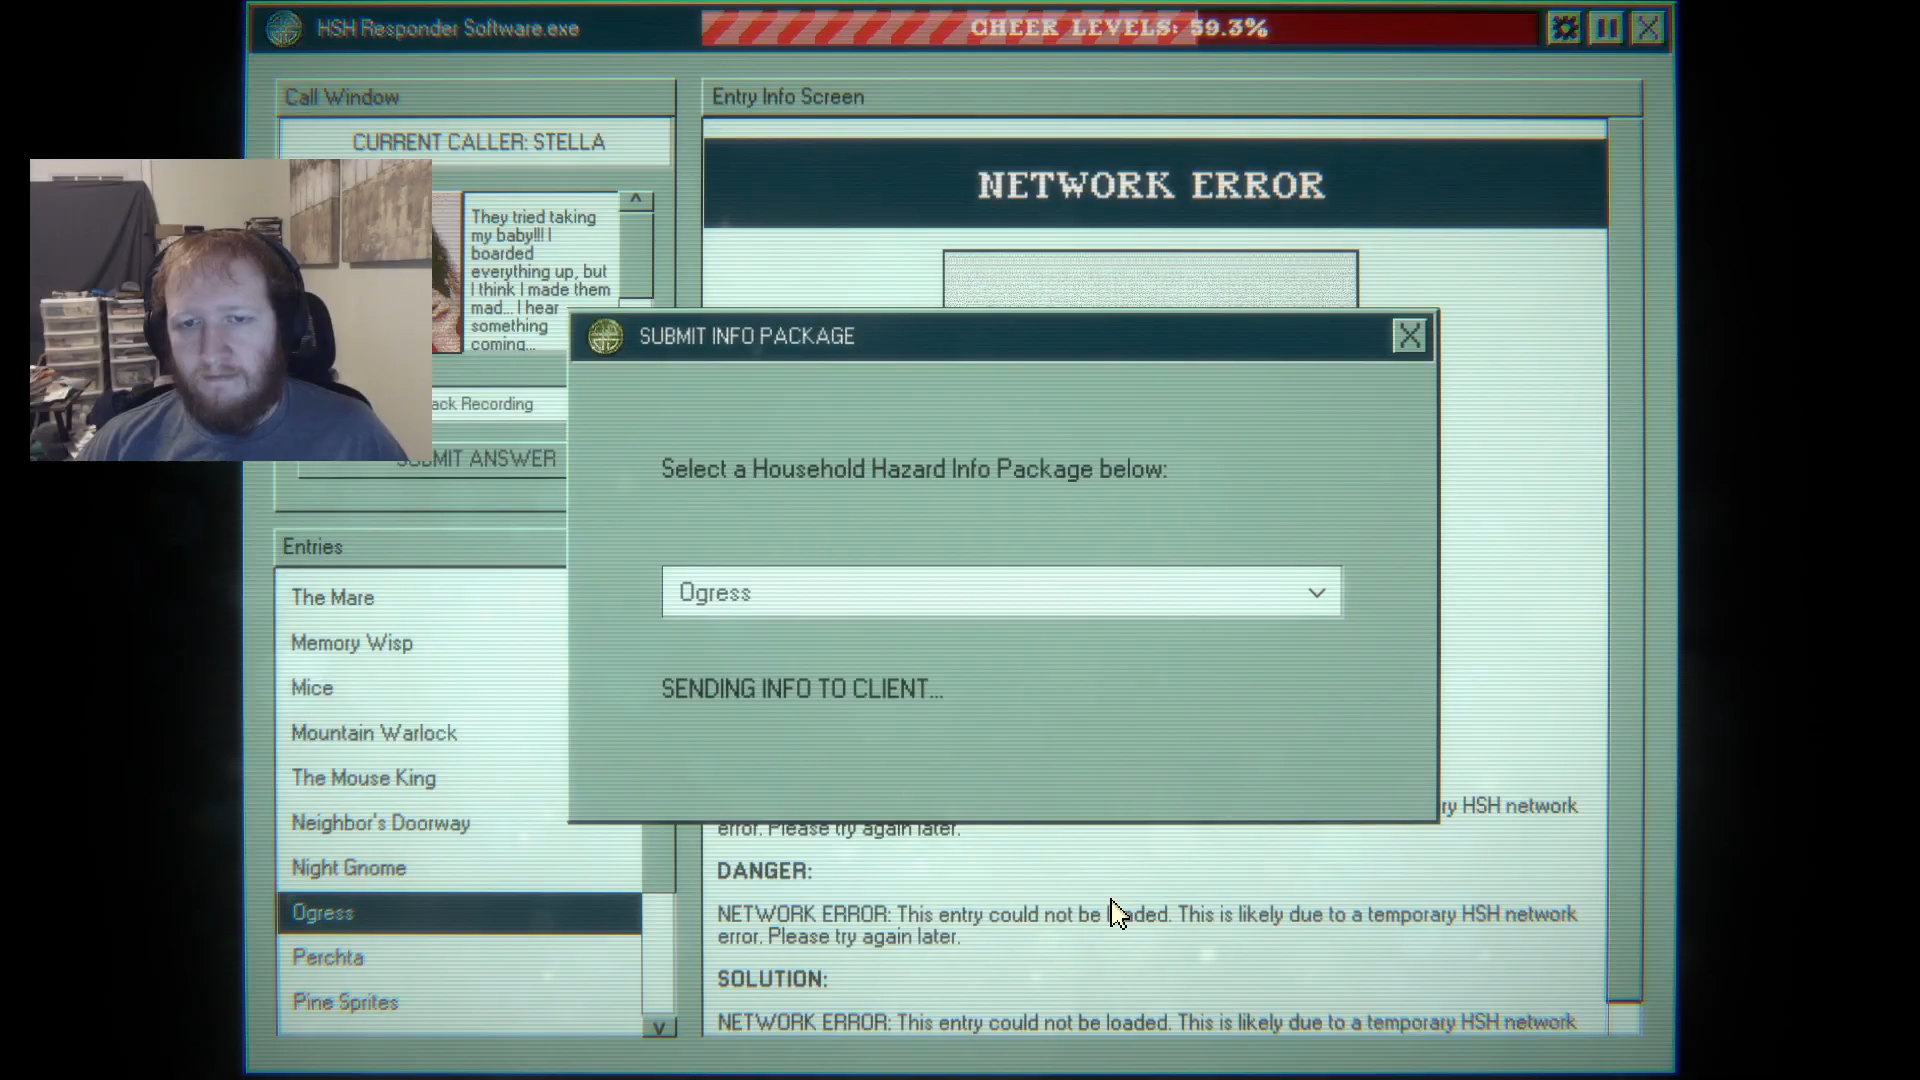 HSH Responder Software.exe
CHEER LEVELS: 59.3%
Call Window
CURRENT CALLER: STELLA
They tried taking
my baby!!! I
boarded
everything up, but
I think I made them
mad... I hear
something
coming...
ack Recording
SUBMIT ANSWER
Entries
The Mare
Memory Wisp
Mice
Mountain Warlock
The Mouse King
Neighbor's Doorway
Night Gnome
Ogress
Perchta
Pine Sprites
Entry Info Screen
NETWORK ERROR
SUBMIT INFO PACKAGE
Select a Household Hazard Info Package below:
Ogress
SENDING INFO TO CLIENT...
ry HSH network
error. Please try again later.
DANGER:
NETWORK ERROR: This entry could not be loaded. This is likely due to a temporary HSH network
error. Please try again later.
SOLUTION:
NETWORK ERROR: This entry could not be loaded. This is likely due to a temporary HSH network